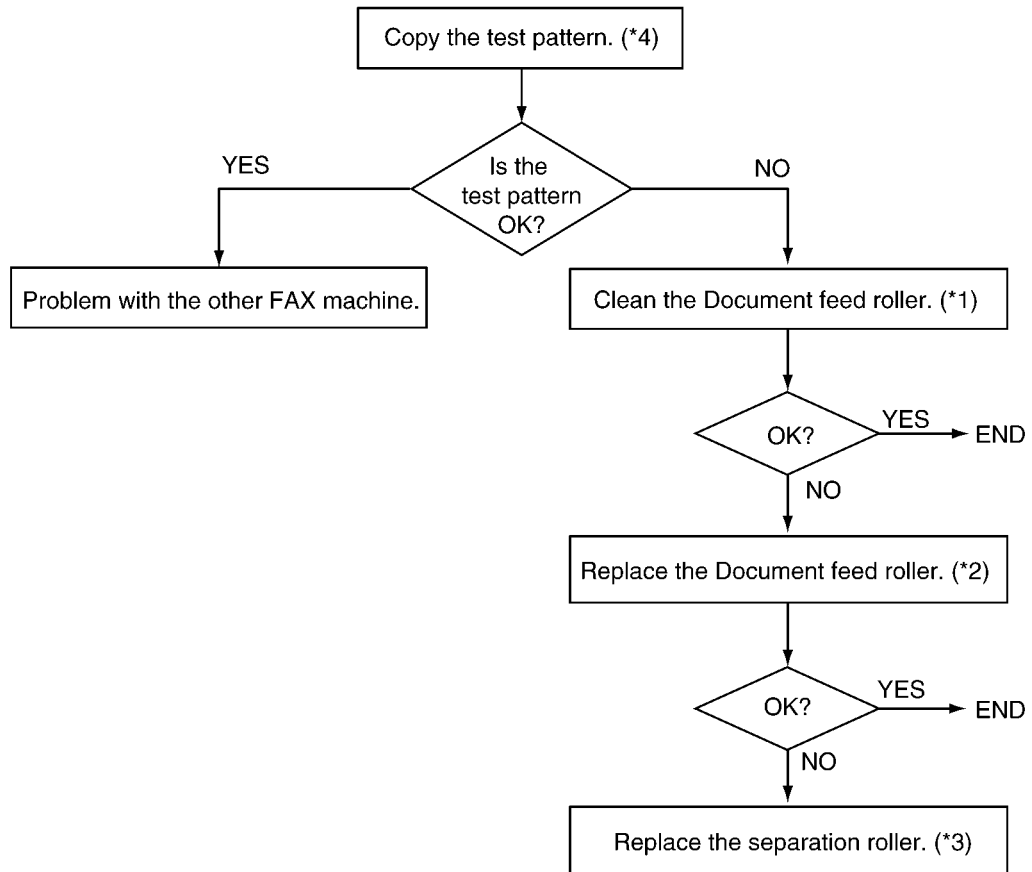 Copy the test pattern. (*4)
Is the
test pattern
OK?
YES
NO
Problem with the other FAX machine.
Clean the Document feed roller. (*1)
OK?
YES
END
NO
Replace the Document feed roller. (*2)
OK?
YES
END
NO
Replace the separation roller. (*3)